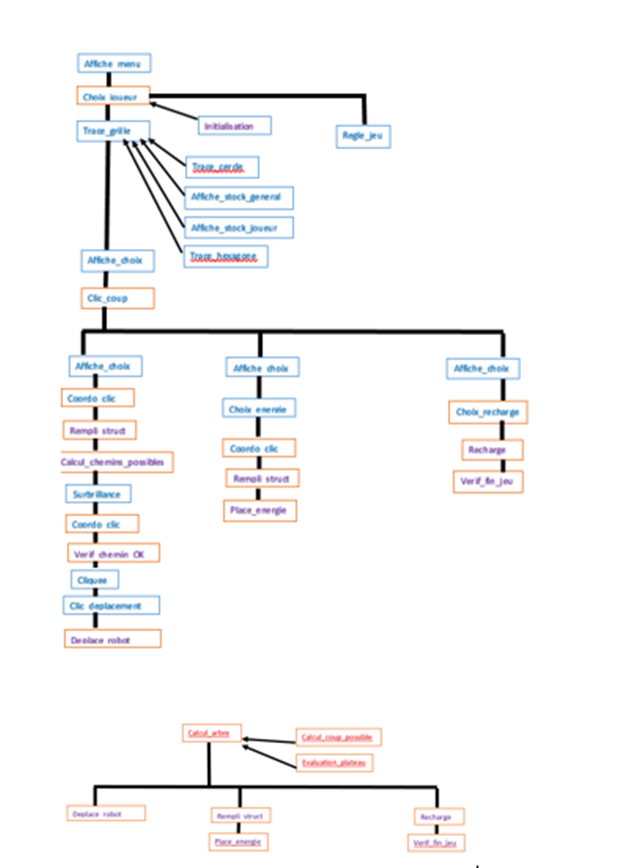 Affiche menu
Choix joueur
Initialisation
Trace_grille
Regle_jeu
Trace_cercle
Affiche_stock_general
Affiche_stock_joueur
Trace_hexagone
Affiche_choix
Clic_coup
Affiche_choix
Affiche choix
Affiche_choix
Coordo clic
Choix energie
Choix_recharge
Rempli struct
Coordo clic
Recharge
Calcul_chemins_possibles
Rempli struct
Verif_fin_jeu
Surbrillance
Place_energie
Coordo clic
Verif chemin OK
Cliquee
Clic deplacement
Deplace robot
Calcul_arbre
Calcul_coup_possible
Evaluation_plateau
Deplace robot
Rempli struct
Recharge
Place_energie
Verif_fin_jeu